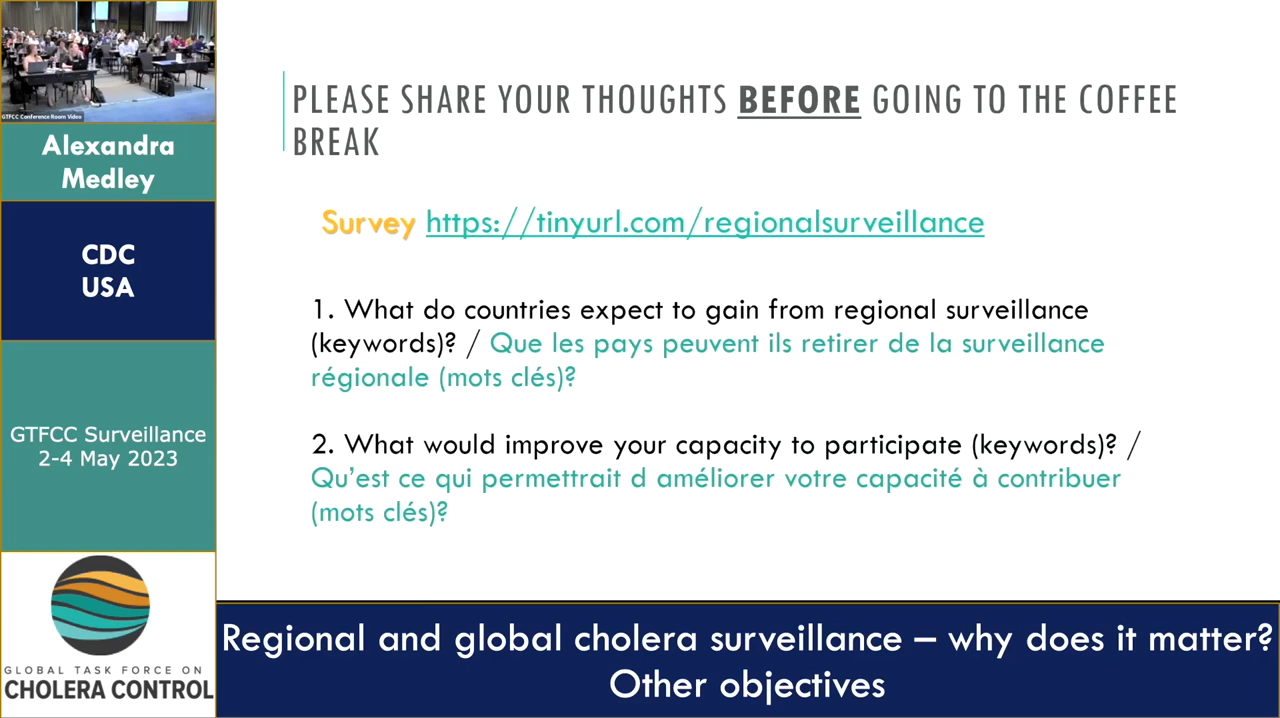 GTFCC Conference Room Video
Alexandra
Medley
CDC
USA
GTFCC Surveillance
2-4 May 2023
GLOBAL TASK FORCE ON
CHOLERA CONTROL
PLEASE SHARE YOUR THOUGHTS BEFORE GOING TO THE COFFEE
BREAK
Survey https://tinyurl.com/regionalsurveillance
1. What do countries expect to gain from regional surveillance
(keywords)? / Que les pays peuvent ils retirer de la surveillance
régionale (mots clés)?
2. What would improve your capacity to participate (keywords)? /
Qu’est ce qui permettrait d améliorer votre capacité à contribuer
(mots clés)?
Regional and global cholera surveillance – why does it matter?
Other objectives